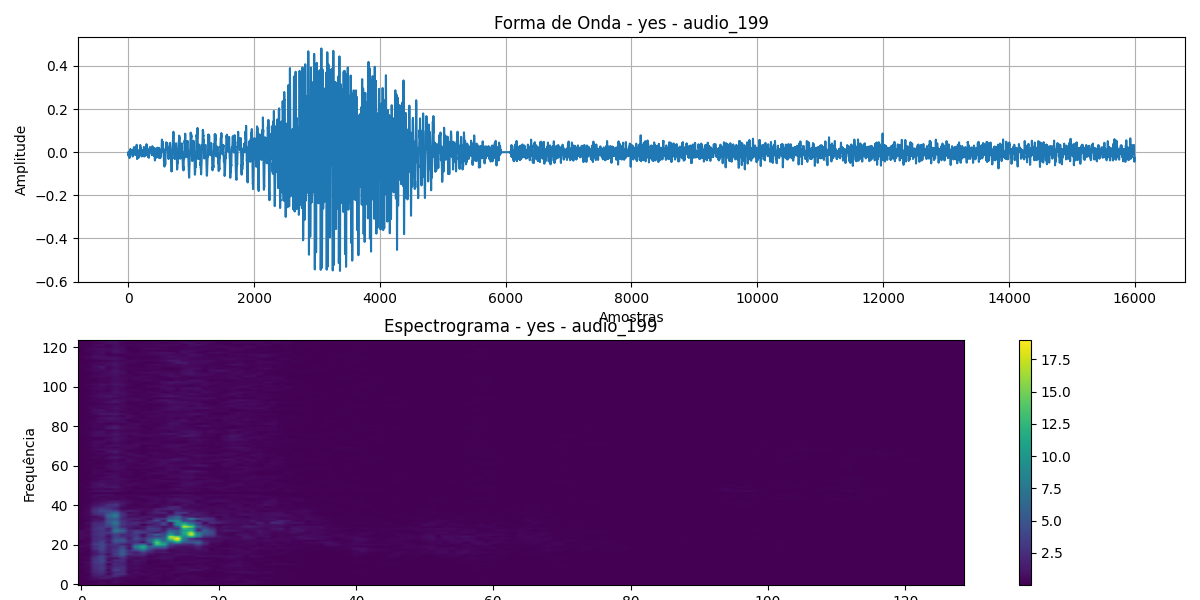 Forma de Onda - yes - audio_199
Amplitude
0.4
0.2
0.0
−0.2
−0.4
−0.6
0 2000 4000 6000 8000 10000 12000 14000 16000
Amostras
Espectrograma - yes - audio_199
Frequência
120
100
80
60
40
20
0
0 20 40 60 80 100 120
17.5
15.0
12.5
10.0
7.5
5.0
2.5